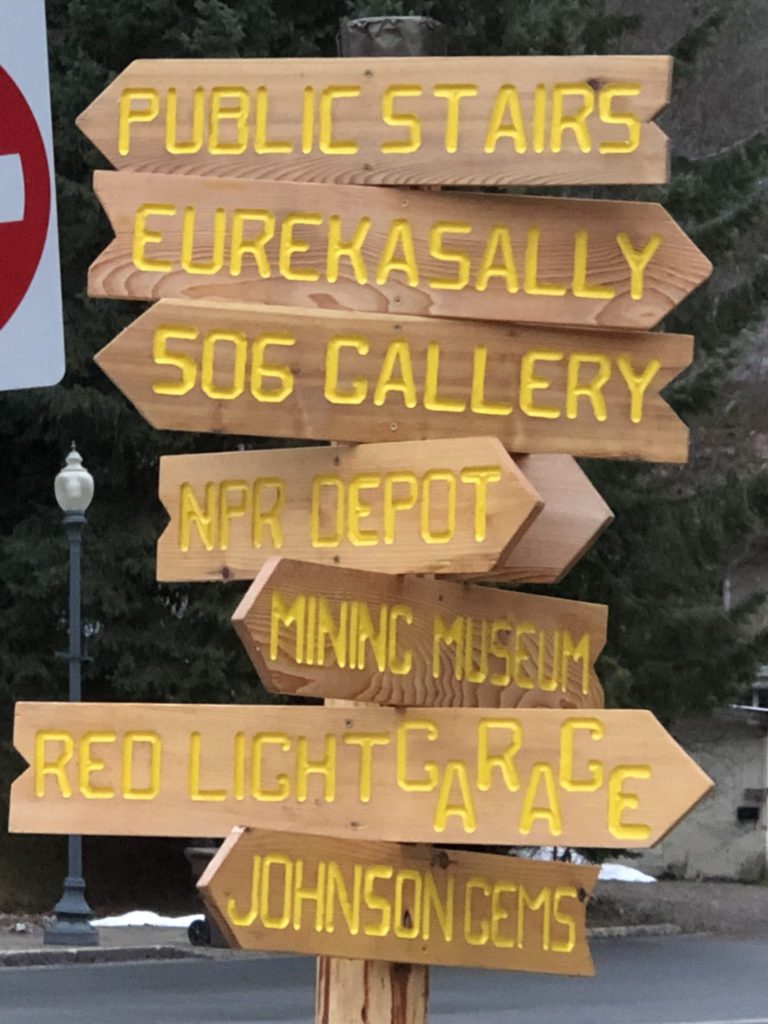 PUBLIC STAIRS
EUREKASALLY
506 GALLERY
NPR DEPOT
MINING MUSEUM
RED LIGHT GARAGE
JOHNSON GEMS